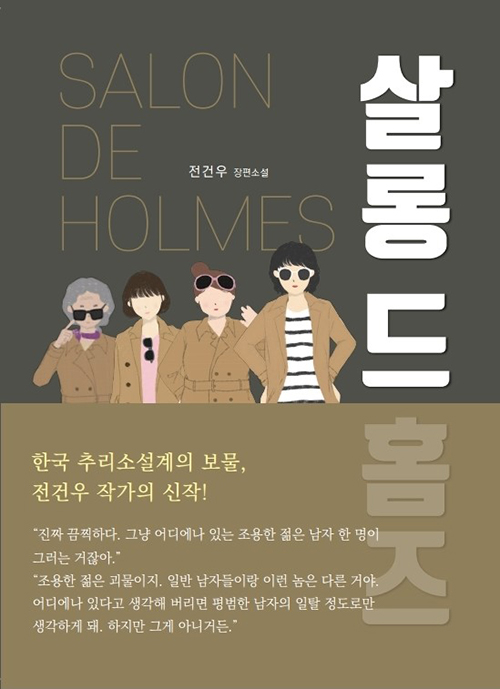 SALON
DE
HOLMES
전건우 장편소설
살롱 드 홈즈
한국 추리소설계의 보물,
전건우 작가의 신작!
“진짜 끔찍하다. 그냥 어디에나 있는 조용한 젊은 남자 한 명이
그러는 거잖아.”
“조용한 젊은 괴물이지. 일반 남자들이랑 이런 놈은 다른 거야.
어디에나 있다고 생각해 버리면 평범한 남자의 일탈 정도로만
생각하게 돼. 하지만 그게 아니거든.”